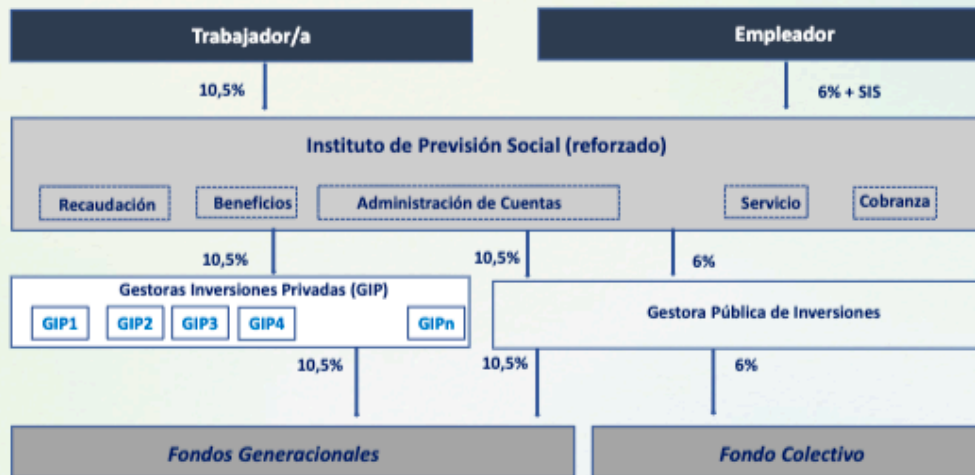 Trabajador/a
Empleador
10,5%
6% + SIS
Instituto de Previsión Social (reforzado)
Recaudación
Beneficios
Administración de Cuentas
Servicio
Cobranza
10,5%
10,5%
6%
Gestoras Inversiones Privadas (GIP)
GIP1
GIP2
GIP3
GIP4
GIPn
Gestora Pública de Inversiones
10,5%
10,5%
6%
Fondos Generacionales
Fondo Colectivo